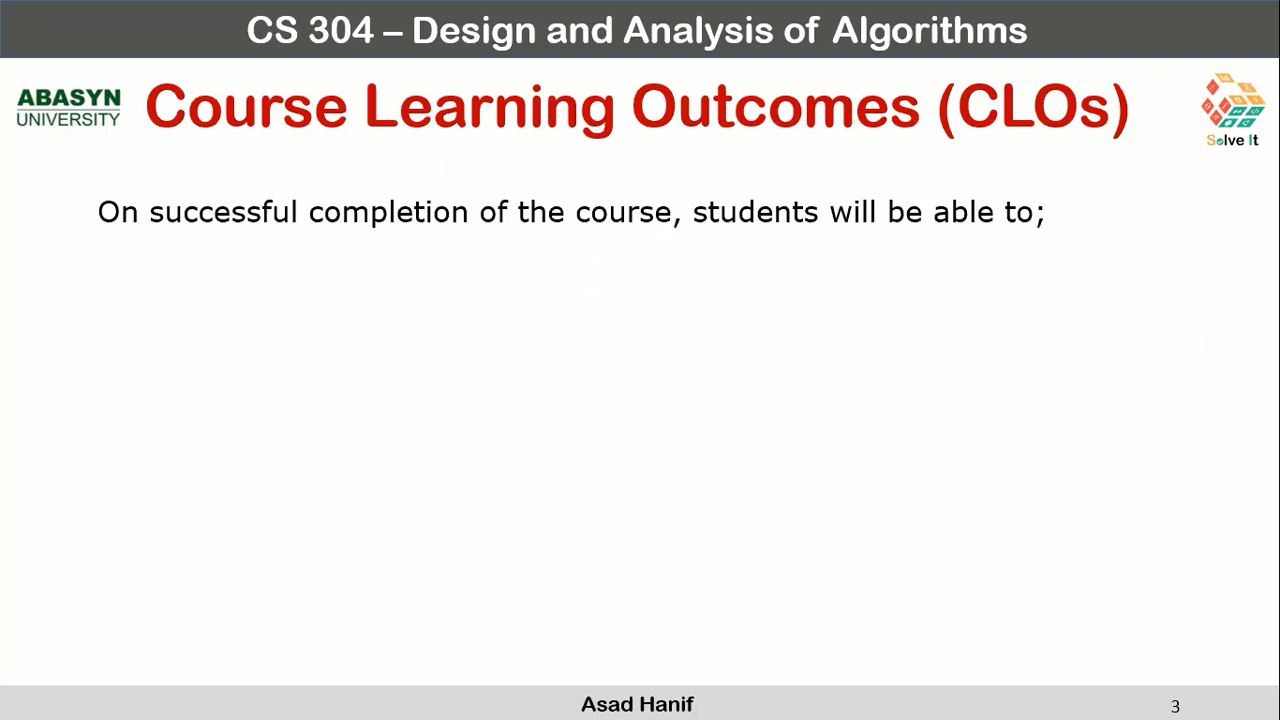 CS 304 – Design and Analysis of Algorithms
ABASYN
UNIVERSITY
Course Learning Outcomes (CLOs)
Solve It
On successful completion of the course, students will be able to;
Asad Hanif
3